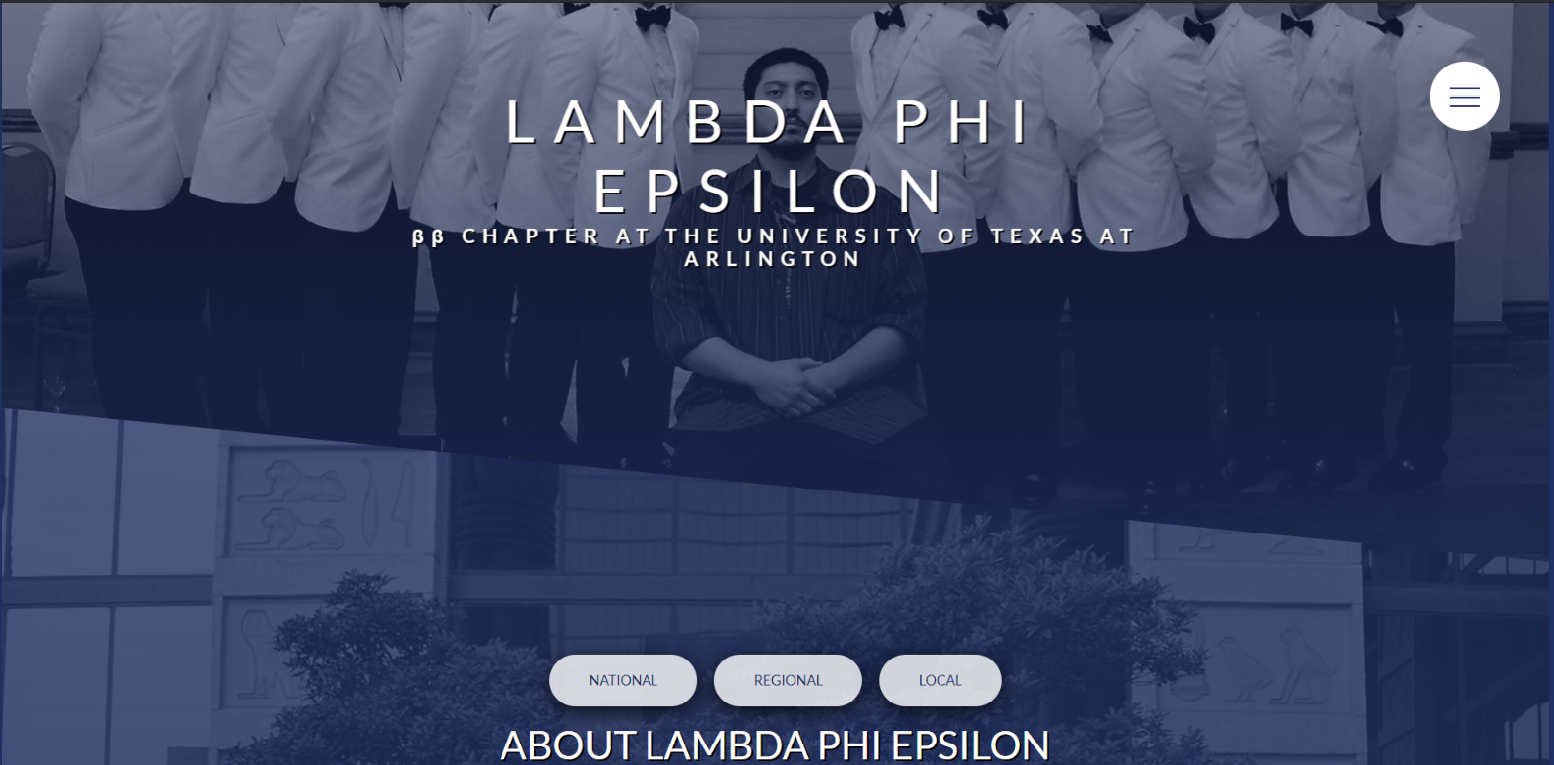 LAMBDA PHI
EPSILON
ββ CHAPTER AT THE UNIVERSITY OF TEXAS AT
ARLINGTON
NATIONAL
REGIONAL
LOCAL
ABOUT LAMBDA PHI EPSILON